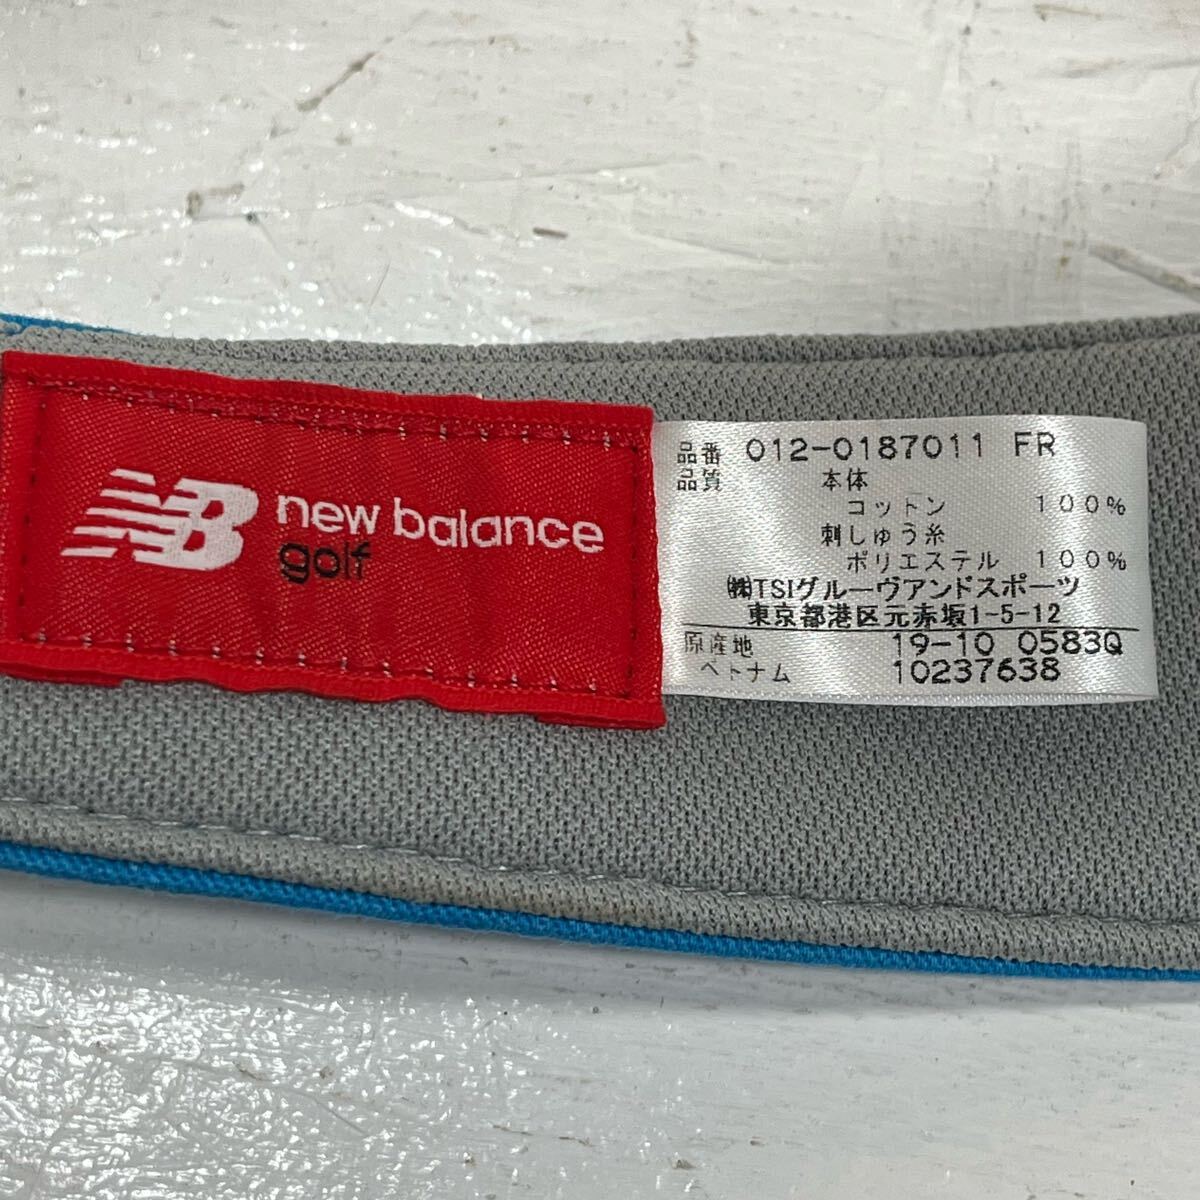 NB new balance
golf
品番 012-0187011 FR
品質 本体
コットン 100%
刺しゅう糸
ポリエステル 100%
㈱TSIグルーヴアンドスポーツ
東京都港区元赤坂1-5-12
原産地 19-10 0583Q
ベトナム 10237638